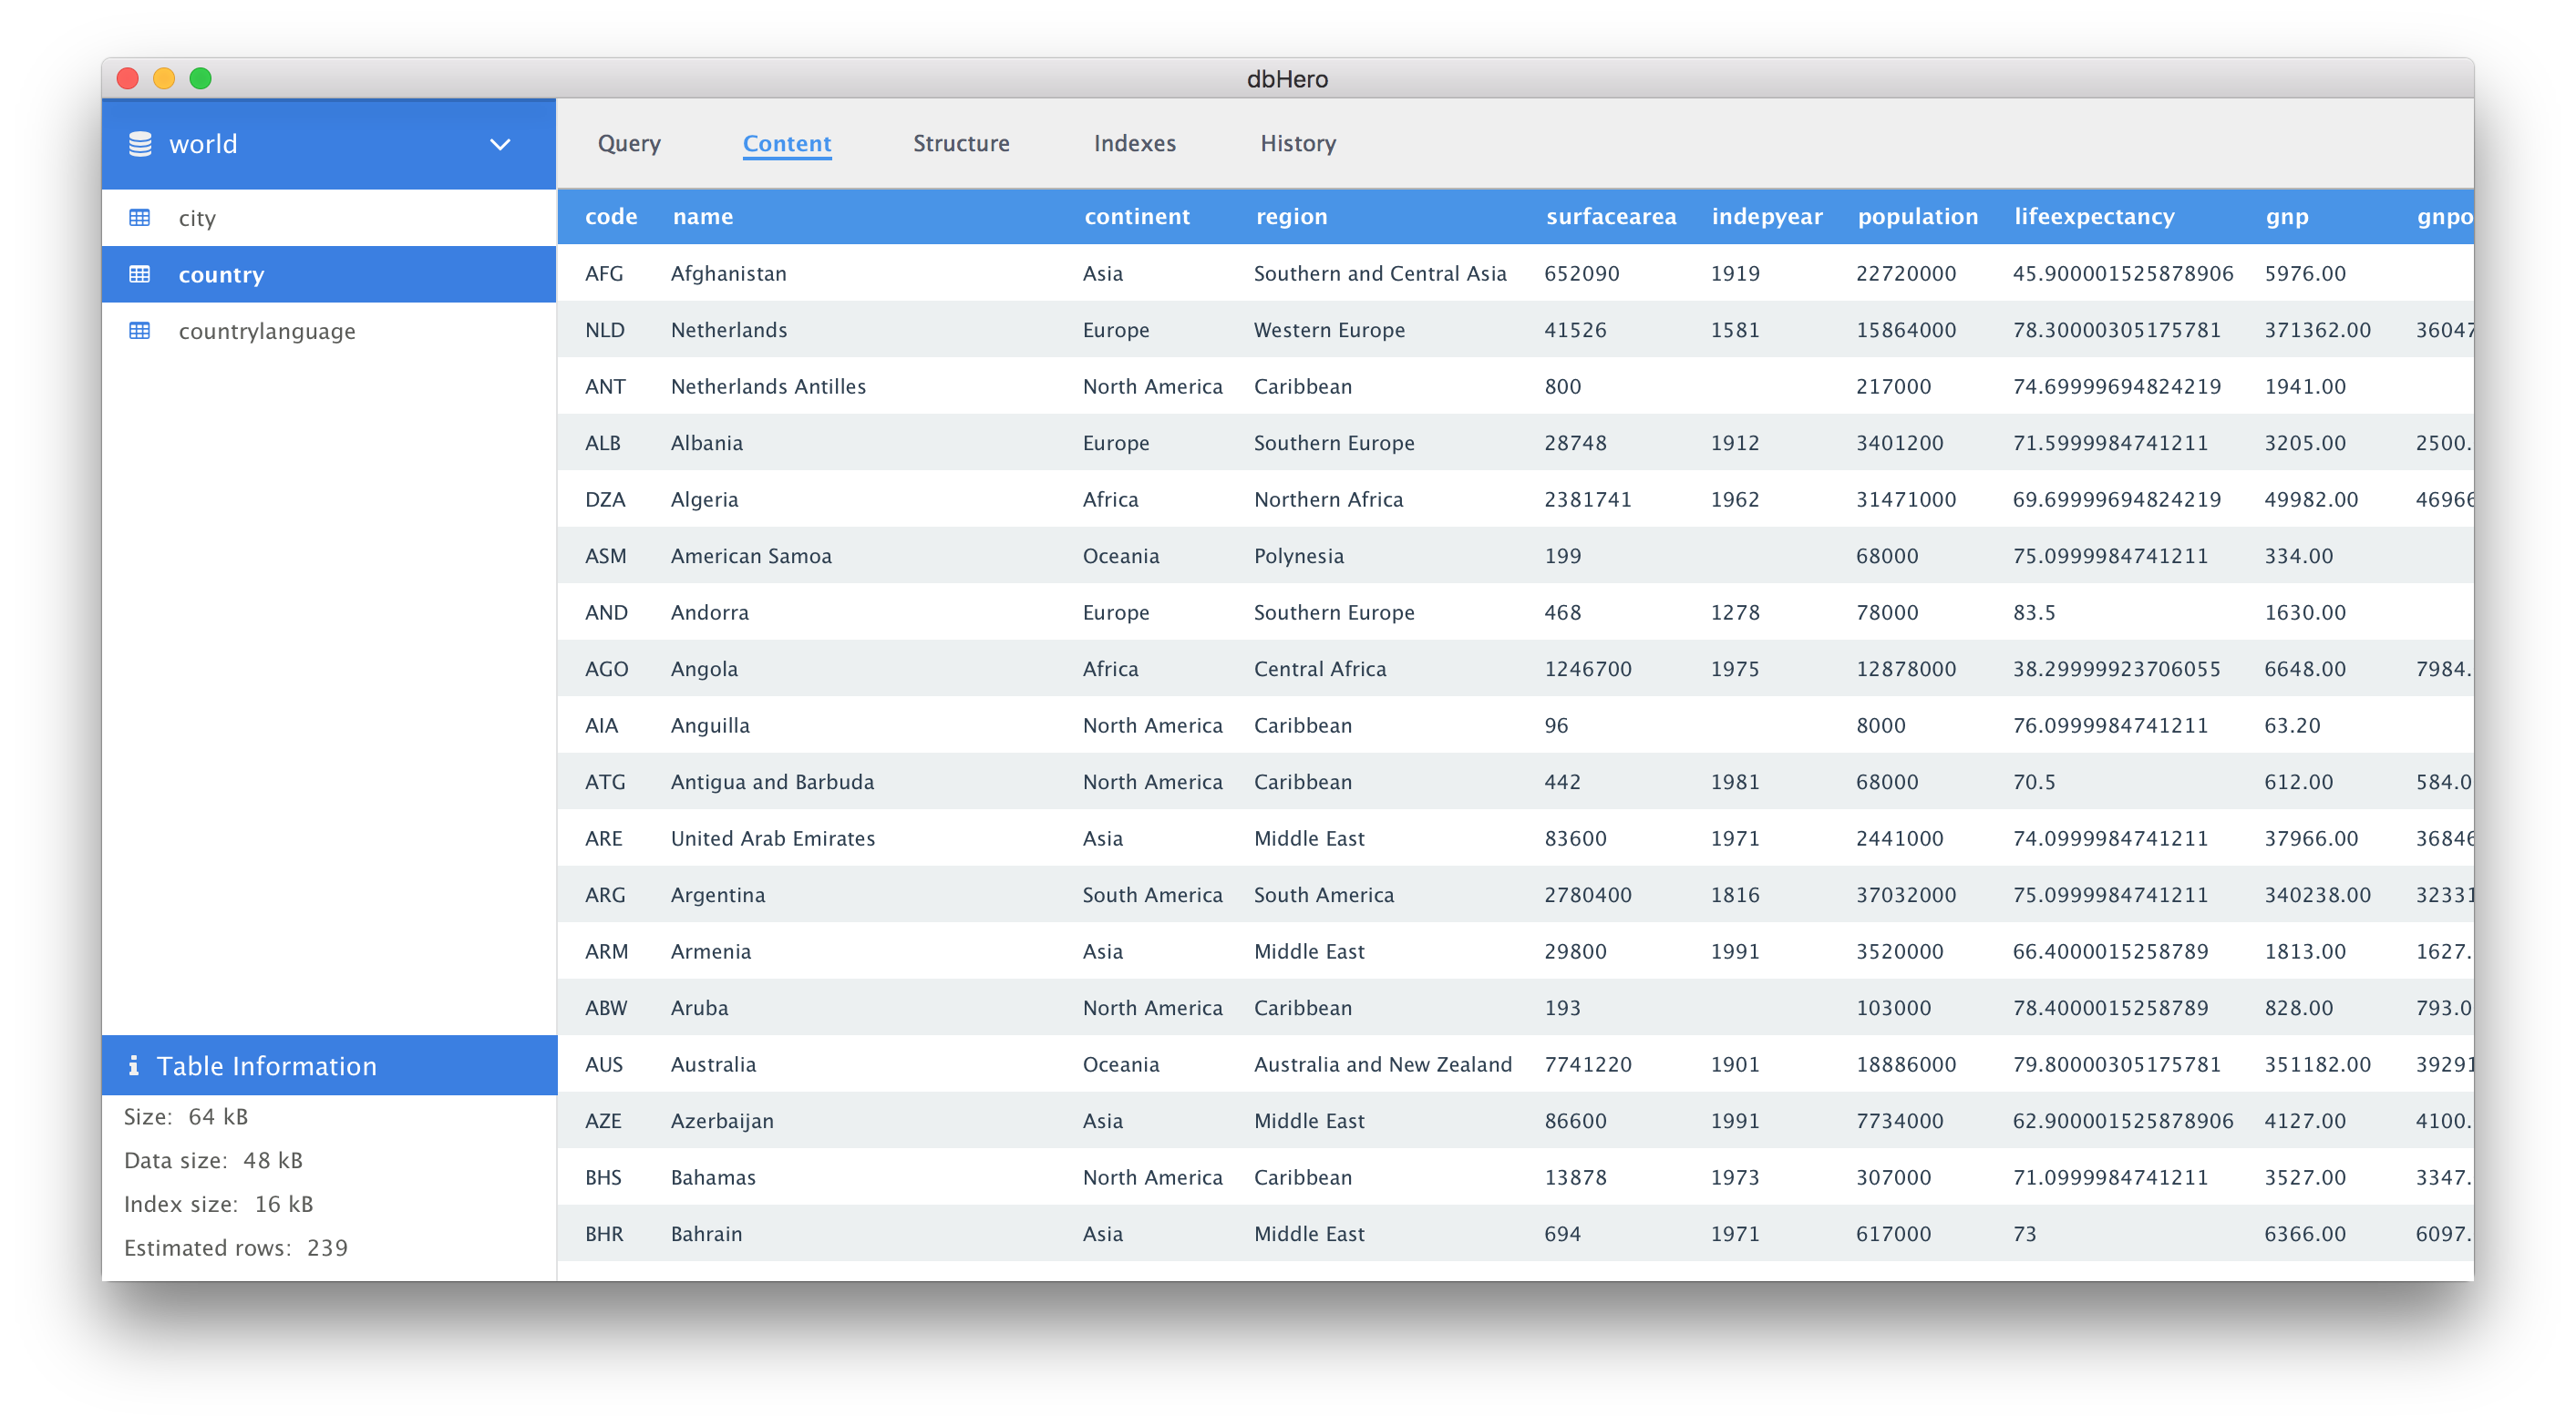 dbHero
world
Query Content Structure Indexes History
city
country
countrylanguage
code name continent region surfacearea indepyear population lifeexpectancy gnp gnpo
AFG Afghanistan Asia Southern and Central Asia 652090 1919 22720000 45.900001525878906 5976.00
NLD Netherlands Europe Western Europe 41526 1581 15864000 78.30000305175781 371362.00 36047
ANT Netherlands Antilles North America Caribbean 800 217000 74.69999694824219 1941.00
ALB Albania Europe Southern Europe 28748 1912 3401200 71.5999984741211 3205.00 2500.
DZA Algeria Africa Northern Africa 2381741 1962 31471000 69.69999694824219 49982.00 46966
ASM American Samoa Oceania Polynesia 199 68000 75.0999984741211 334.00
AND Andorra Europe Southern Europe 468 1278 78000 83.5 1630.00
AGO Angola Africa Central Africa 1246700 1975 12878000 38.29999923706055 6648.00 7984.
AIA Anguilla North America Caribbean 96 8000 76.0999984741211 63.20
ATG Antigua and Barbuda North America Caribbean 442 1981 68000 70.5 612.00 584.0
ARE United Arab Emirates Asia Middle East 83600 1971 2441000 74.0999984741211 37966.00 36846
ARG Argentina South America South America 2780400 1816 37032000 75.0999984741211 340238.00 32331
ARM Armenia Asia Middle East 29800 1991 3520000 66.4000015258789 1813.00 1627.
ABW Aruba North America Caribbean 193 103000 78.4000015258789 828.00 793.0
AUS Australia Oceania Australia and New Zealand 7741220 1901 18886000 79.80000305175781 351182.00 39291
AZE Azerbaijan Asia Middle East 86600 1991 7734000 62.900001525878906 4127.00 4100.
BHS Bahamas North America Caribbean 13878 1973 307000 71.0999984741211 3527.00 3347.
BHR Bahrain Asia Middle East 694 1971 617000 73 6366.00 6097.
Table Information
Size: 64 kB
Data size: 48 kB
Index size: 16 kB
Estimated rows: 239